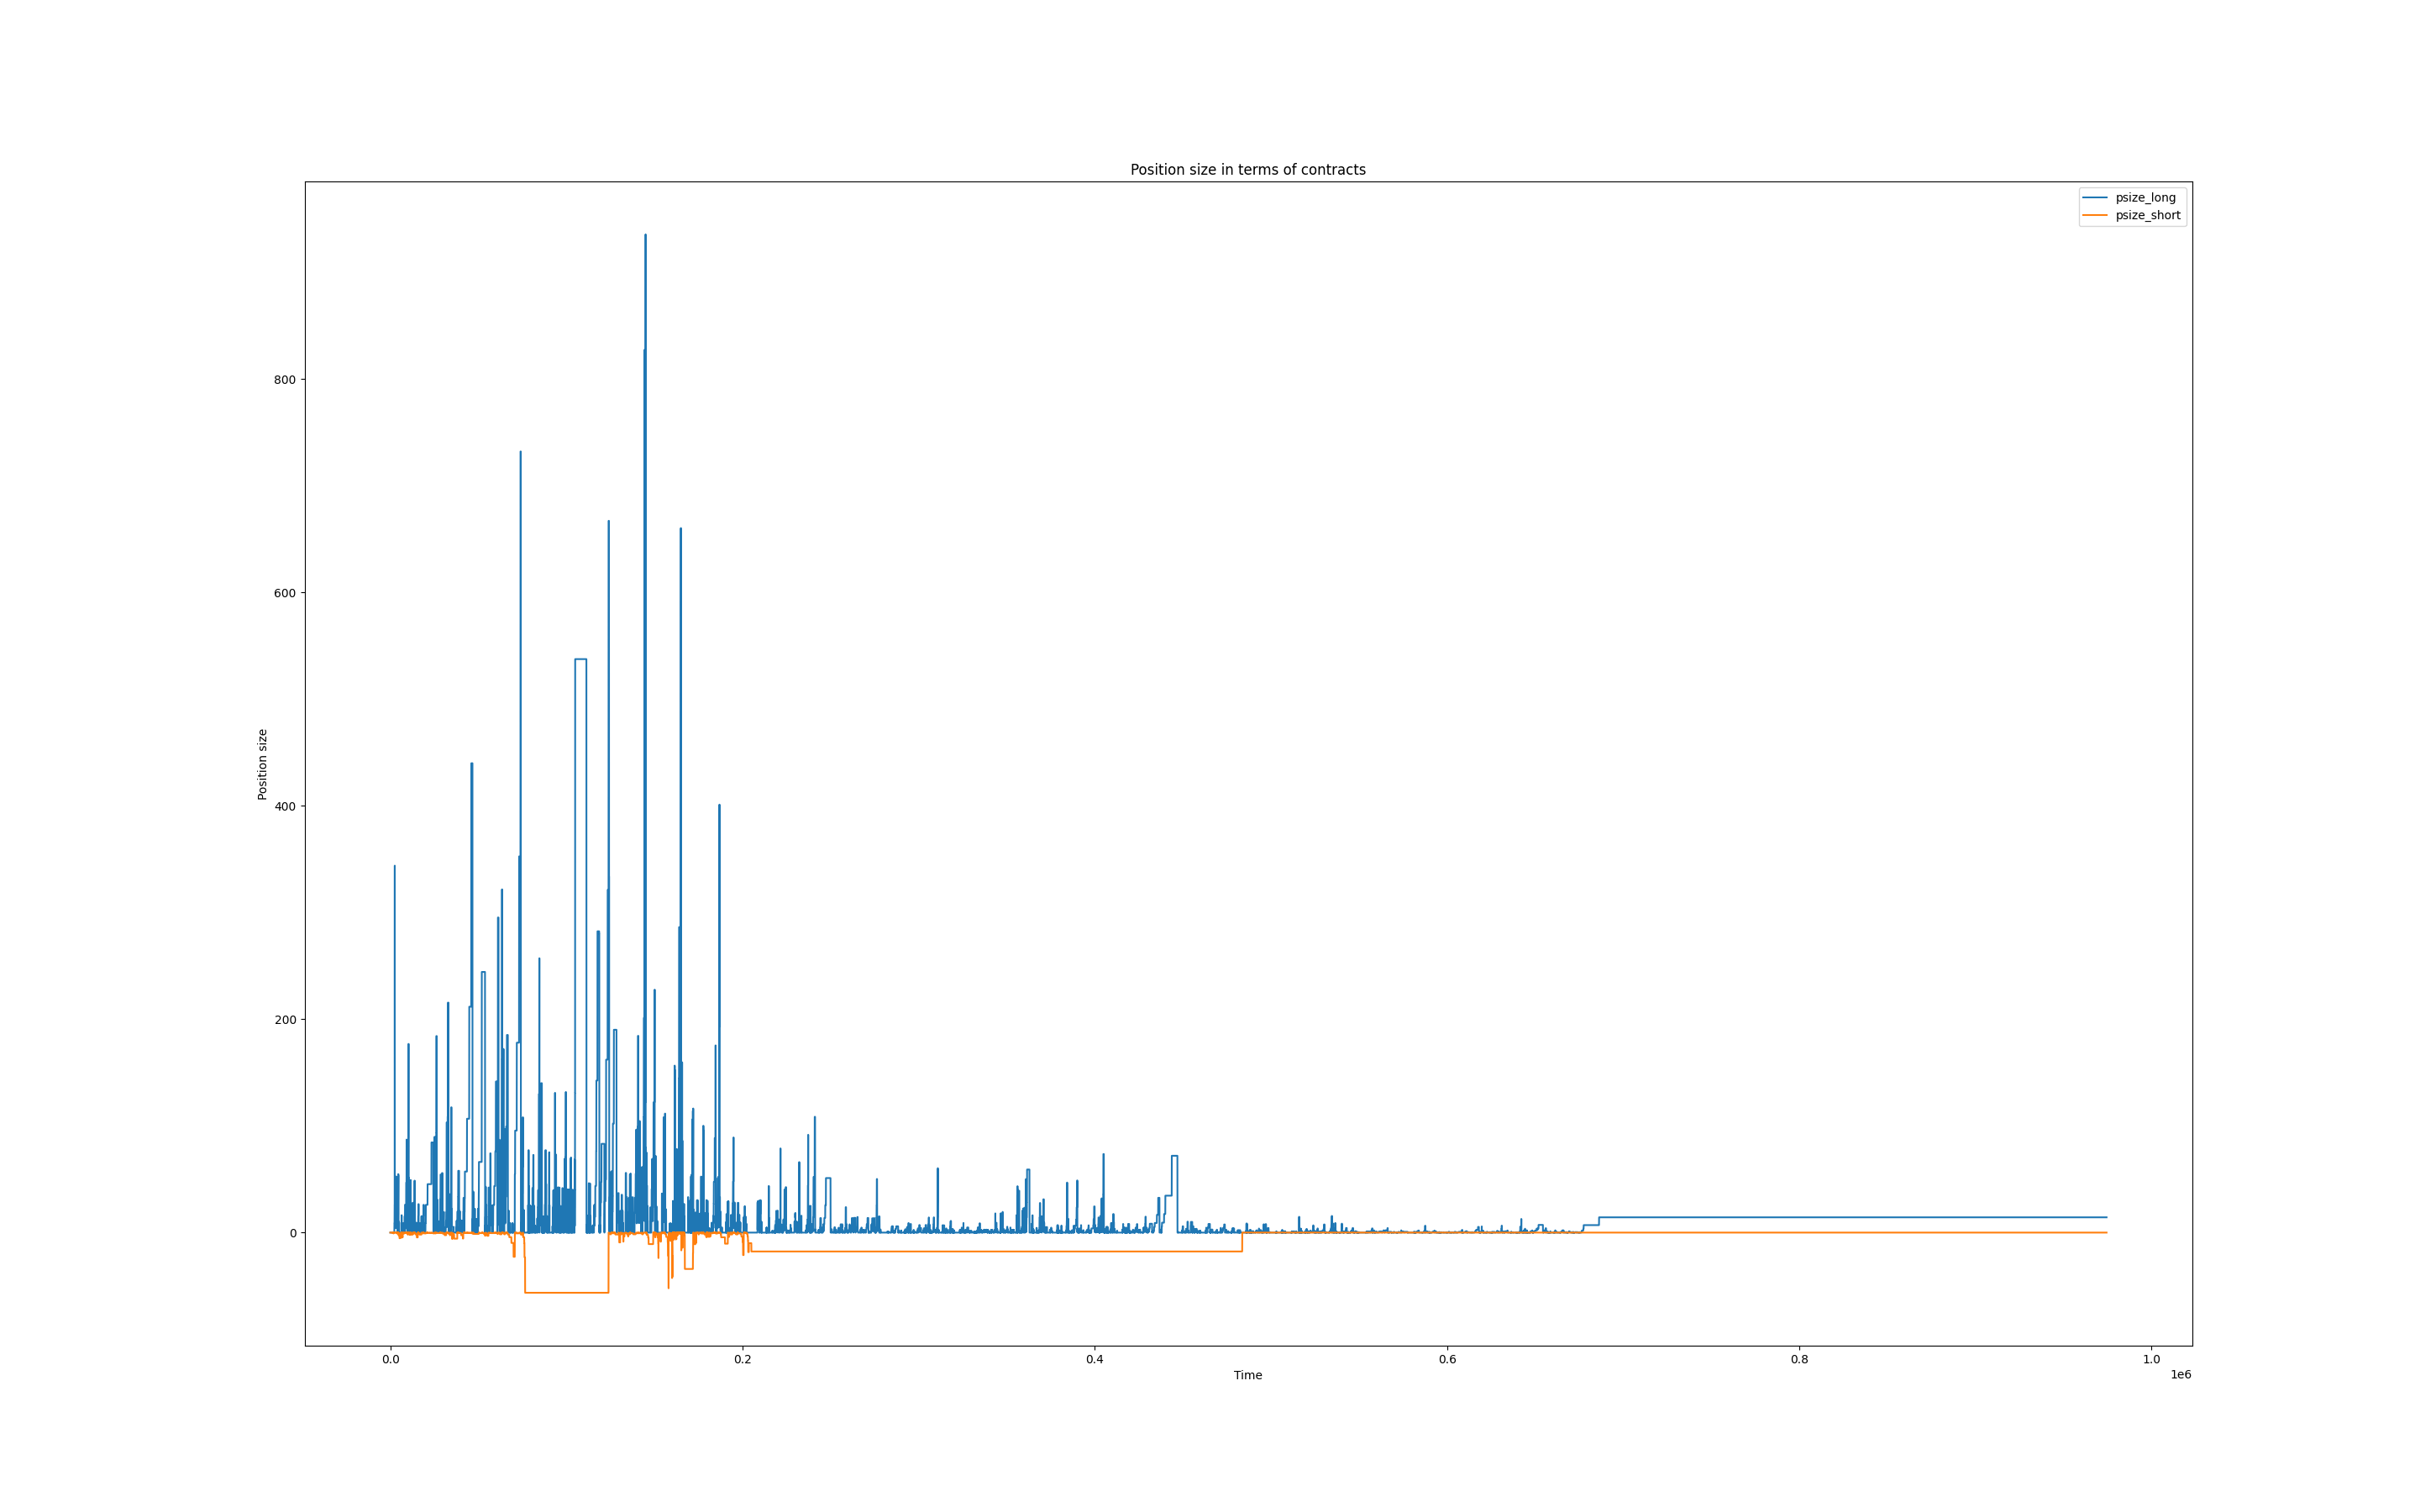 Position size in terms of contracts
psize_long
psize_short
Position size
800
600
400
200
0
0.0
0.2
0.4
0.6
0.8
1.0
1e6
Time